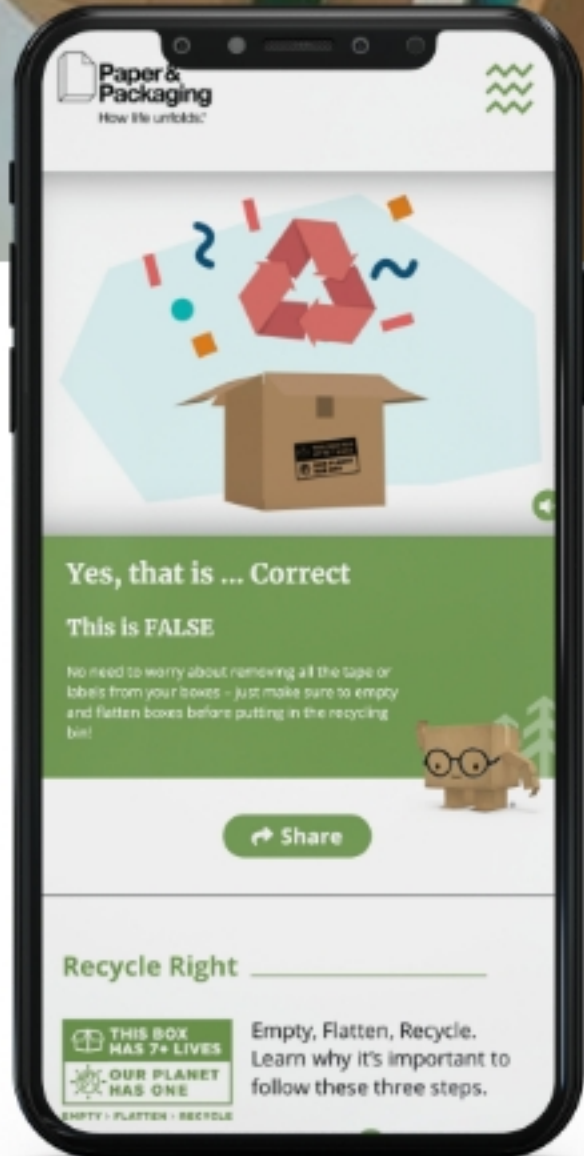 Paper &
Packaging
How life unfolds.®
Yes, that is ... Correct
This is FALSE
No need to worry about removing all the tape or
labels from your boxes – just make sure to empty
and flatten boxes before putting in the recycling
bin!
Share
Recycle Right
THIS BOX
HAS 7+ LIVES
OUR PLANET
HAS ONE
EMPTY > FLATTEN > RECYCLE
Empty, Flatten, Recycle.
Learn why it's important to
follow these three steps.